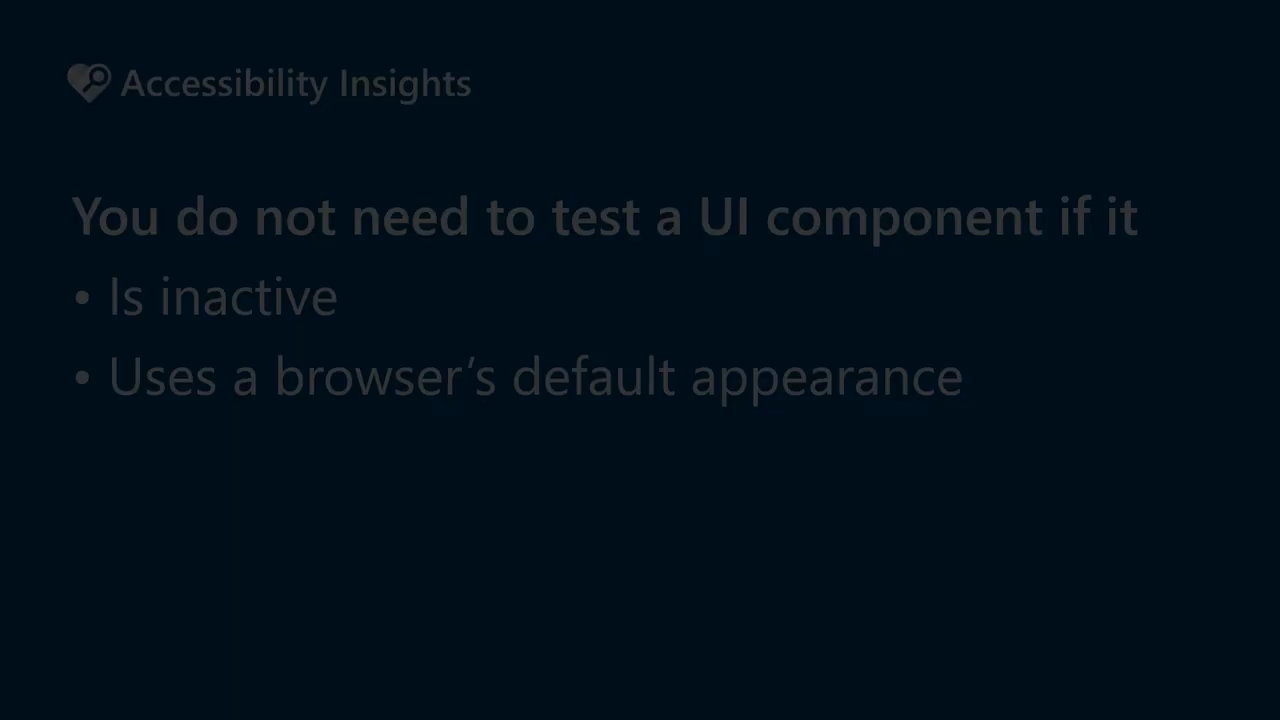 Accessibility Insights
You do not need to test a UI component if it
• Is inactive
• Uses a browser’s default appearance